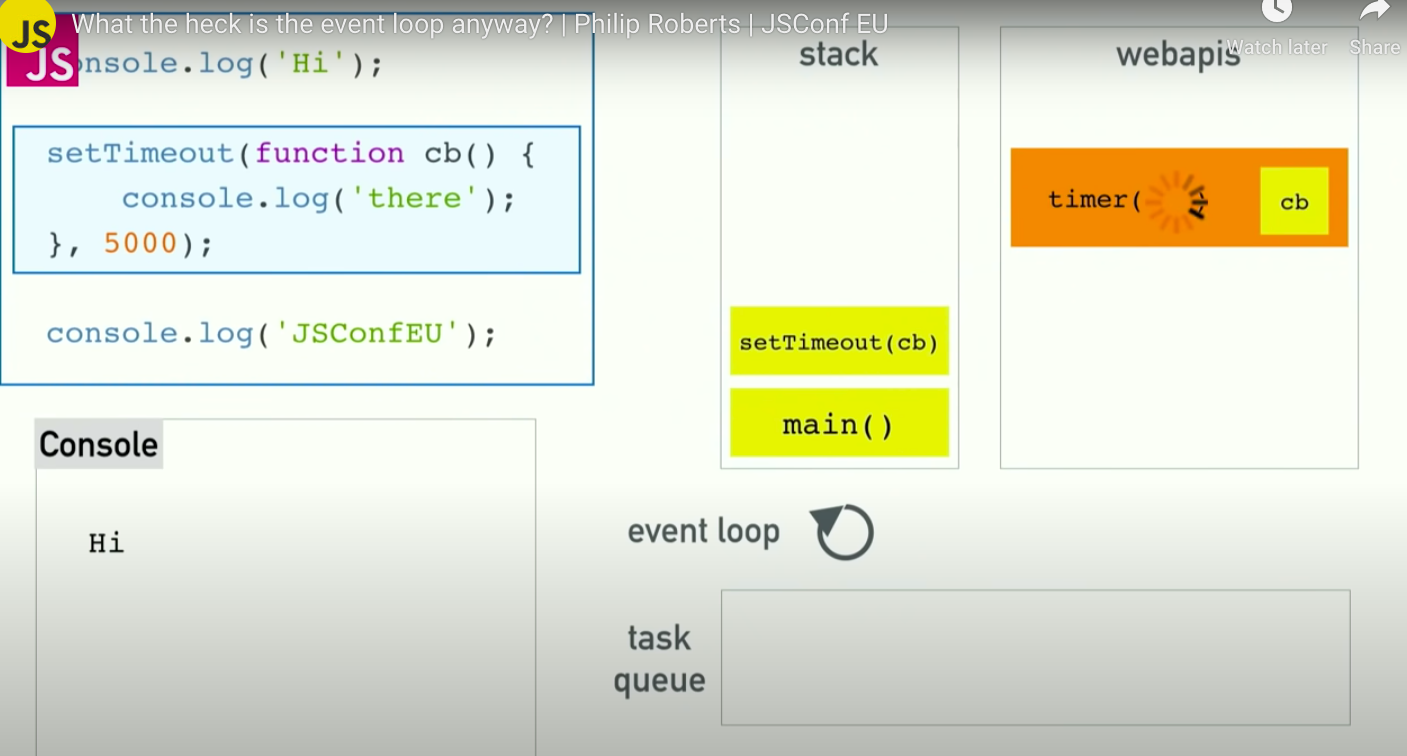 What the heck is the event loop anyway? | Philip Roberts | JSConf EU
JS
JS
Watch later
Share
nsole.log('Hi');
setTimeout(function cb() {
console.log('there');
}, 5000);
console.log('JSConfEU');
Console
Hi
stack
setTimeout(cb)
main()
webapis
timer(
cb
event loop
task
queue